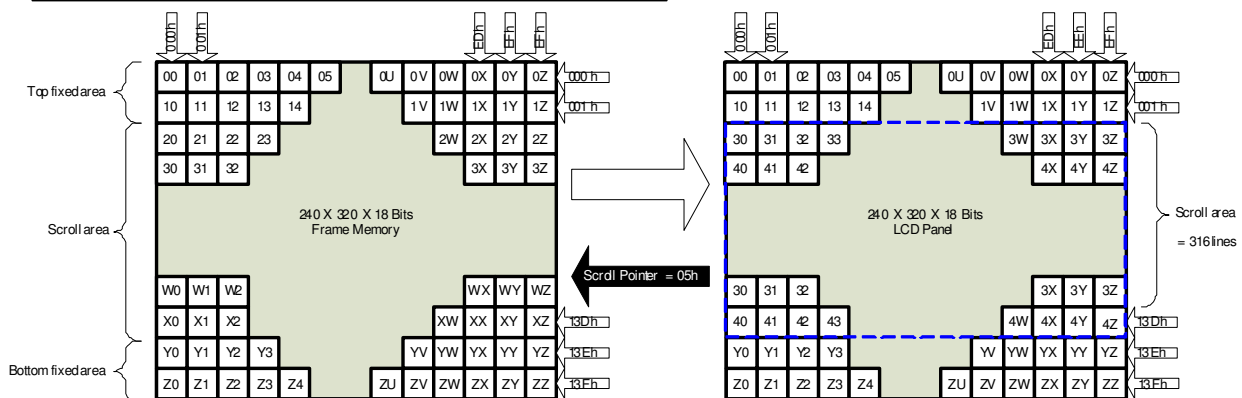 000h 001h EDh EFh EFh 000h 001h EDh EEh EFh
00 01 02 03 04 05 0U 0V 0W 0X 0Y 0Z 000h 00 01 02 03 04 05 0U 0V 0W 0X 0Y 0Z 000h
Top fixed area
10 11 12 13 14 1V 1W 1X 1Y 1Z 001h 10 11 12 13 14 1V 1W 1X 1Y 1Z 001h
20 21 22 23 2W 2X 2Y 2Z 30 31 32 33 3W 3X 3Y 3Z
30 31 32 3X 3Y 3Z 40 41 42 4X 4Y 4Z
Scroll area
240 X 320 X 18 Bits
Frame Memory
240 X 320 X 18 Bits
LCD Panel
Scroll area
= 316 lines
Scroll Pointer = 05h
W0 W1 W2 WX WY WZ 30 31 32 3X 3Y 3Z
X0 X1 X2 XW XX XY XZ 13Dh 40 41 42 43 4W 4X 4Y 4Z 13Dh
Y0 Y1 Y2 Y3 YV YW YX YY YZ 13Eh Y0 Y1 Y2 Y3 YV YW YX YY YZ 13Eh
Bottom fixed area
Z0 Z1 Z2 Z3 Z4 ZU ZV ZW ZX ZY ZZ 13Fh Z0 Z1 Z2 Z3 Z4 ZU ZV ZW ZX ZY ZZ 13Fh